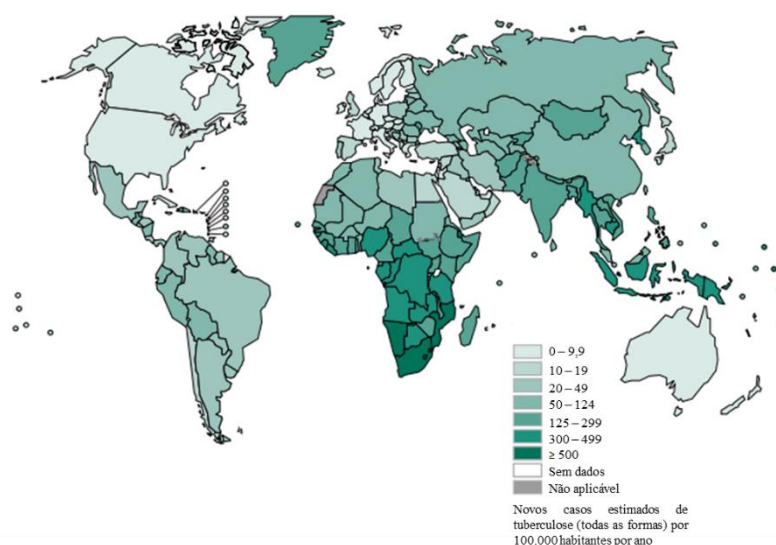 0 – 9,9
10 – 19
20 – 49
50 – 124
125 – 299
300 – 499
≥ 500
Sem dados
Não aplicável
Novos casos estimados de
tuberculose (todas as formas) por
100.000 habitantes por ano